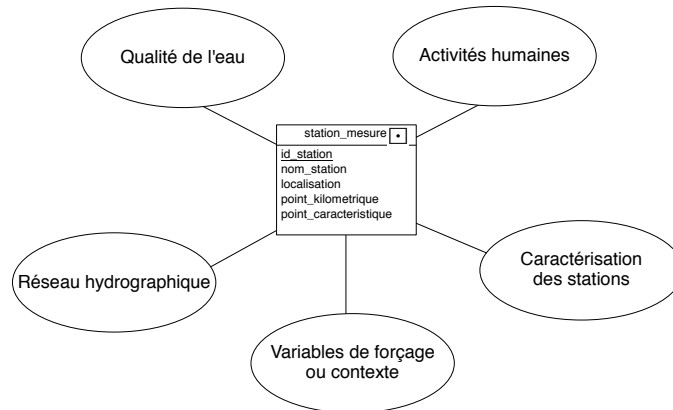 Qualité de l'eau
Activités humaines
station_mesure
id_station
nom_station
localisation
point_kilometrique
point_caracteristique
Réseau hydrographique
Caractérisation
des stations
Variables de forçage
ou contexte